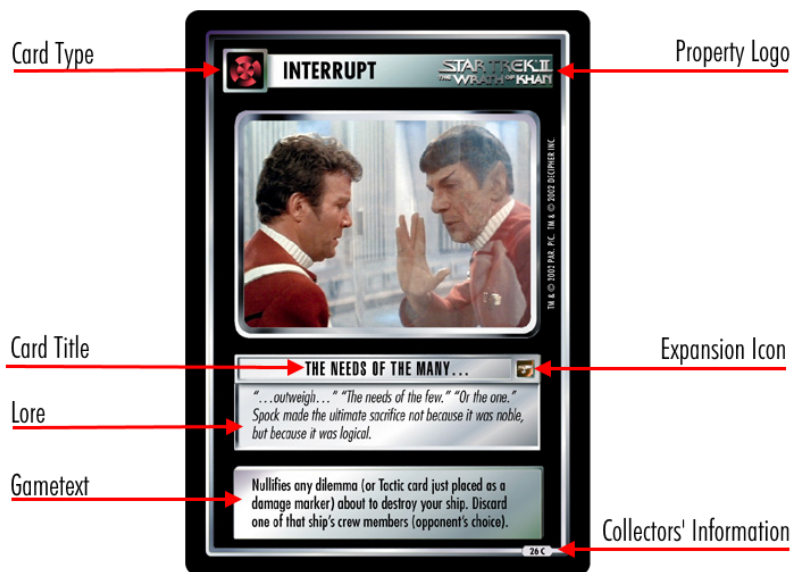 Card Type
INTERRUPT
STAR TREK II
THE WRATH OF KHAN
Property Logo
TM & © 2002 PAR. PIC. TM & © 2002 DECIPHER INC.
Card Title
THE NEEDS OF THE MANY...
Expansion Icon
Lore
“...outweigh...” “The needs of the few.” “Or the one.”
Spock made the ultimate sacrifice not because it was noble,
but because it was logical.
Gametext
Nullifies any dilemma (or Tactic card just placed as a
damage marker) about to destroy your ship. Discard
one of that ship’s crew members (opponent’s choice).
Collectors' Information
26 C